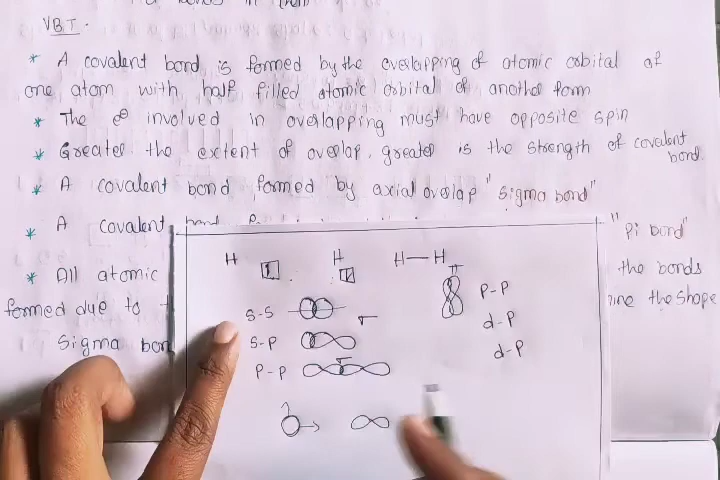 VBT.
* A covalent bond is formed by the overlapping of atomic orbital of
one atom with half filled atomic orbital of another form
* The e⊖ involved in overlapping must have opposite spin
* Greater the extent of overlap, greater is the strength of covalent
bond.
* A covalent bond formed by axial overlap "Sigma bond"
* A covalent "Pi bond"
* All atomic the bonds
formed due to the shape
Sigma bon
H H H—H
1 1
π
S-S σ P-P
S-P d-P
P-P σ d-P